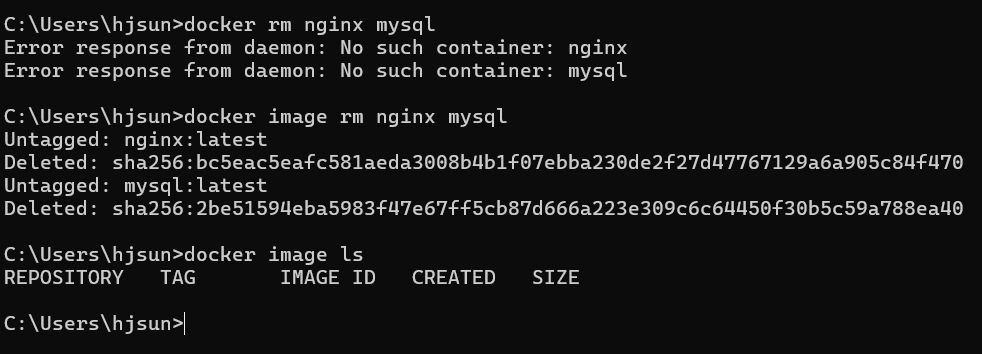 C:\Users\hjsun>docker rm nginx mysql
Error response from daemon: No such container: nginx
Error response from daemon: No such container: mysql
C:\Users\hjsun>docker image rm nginx mysql
Untagged: nginx:latest
Deleted: sha256:bc5eac5eafc581aeda3008b4b1f07ebba230de2f27d47767129a6a905c84f470
Untagged: mysql:latest
Deleted: sha256:2be51594eba5983f47e67ff5cb87d666a223e309c6c64450f30b5c59a788ea40
C:\Users\hjsun>docker image ls
REPOSITORY   TAG       IMAGE ID   CREATED   SIZE
C:\Users\hjsun>